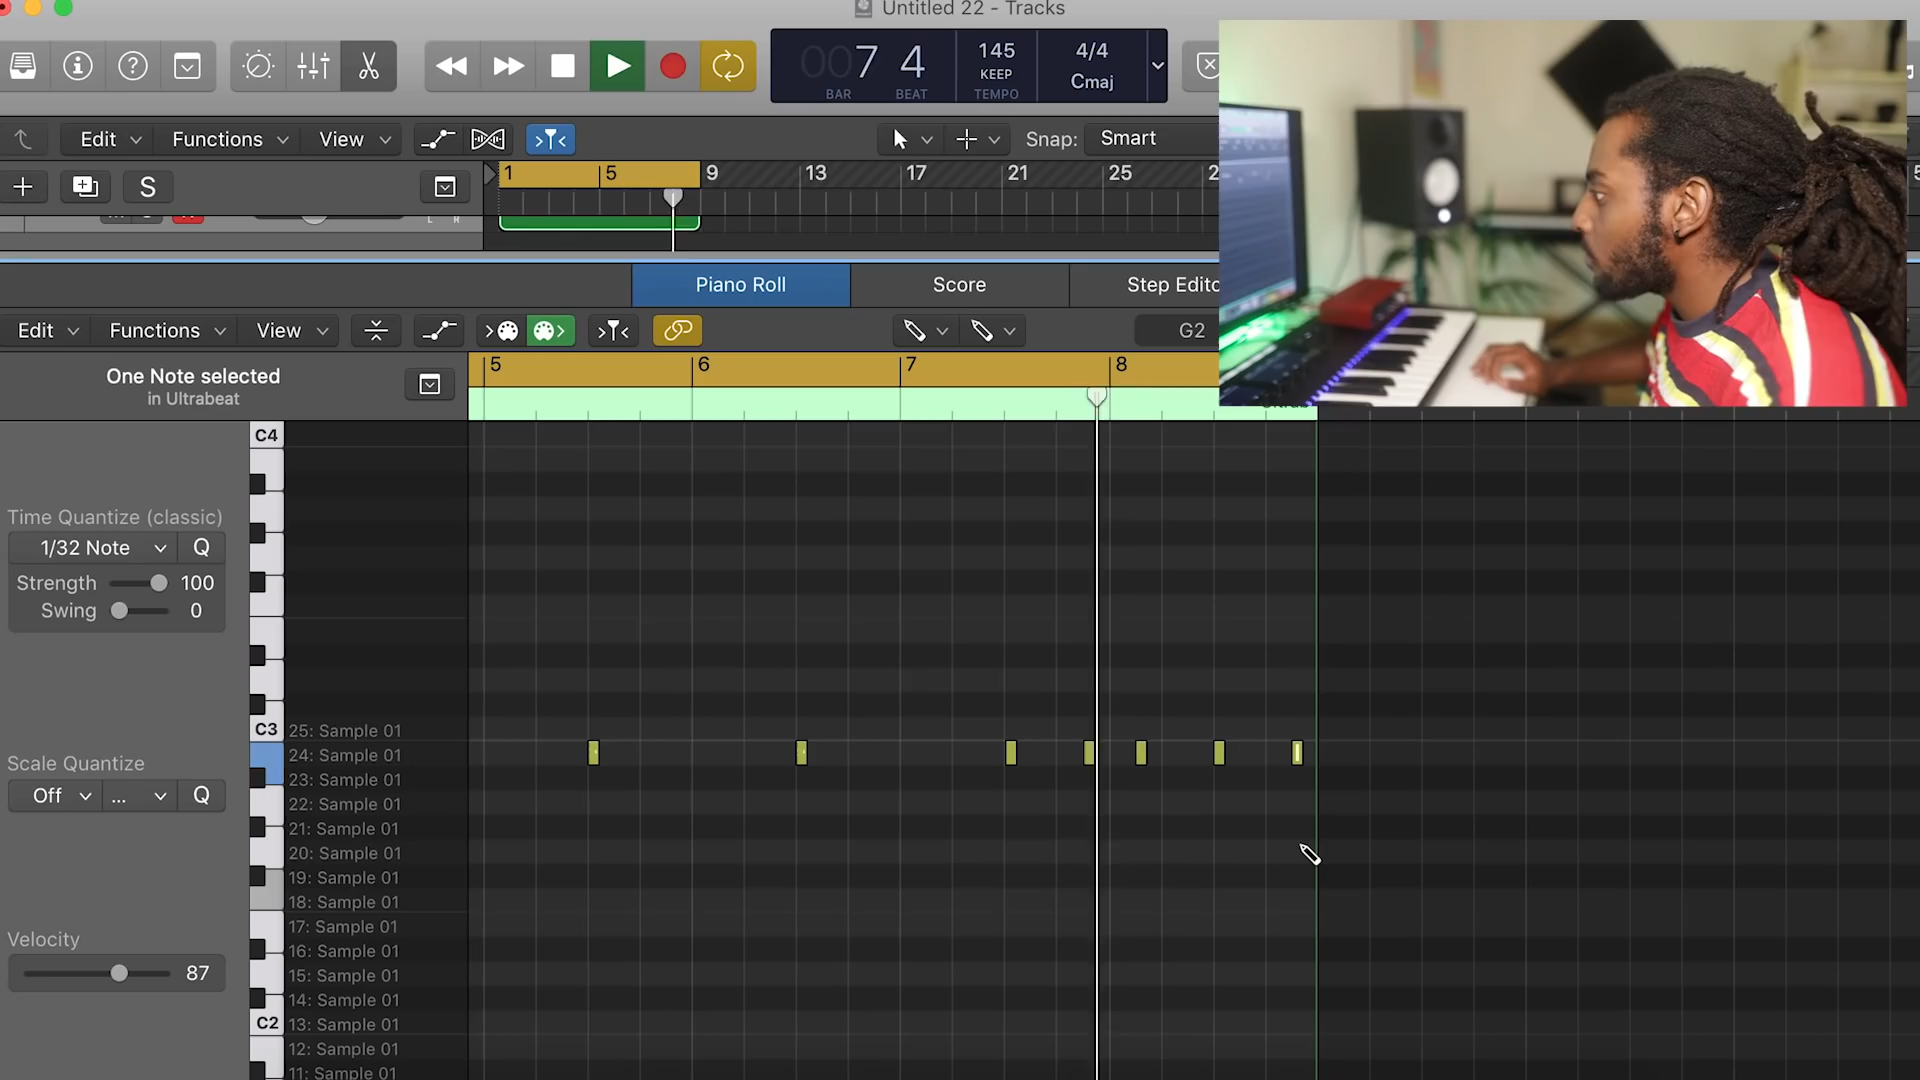 Untitled 22 - Tracks
007 4
BAR BEAT
145
KEEP
TEMPO
4/4
Cmaj
Edit Functions View
Snap: Smart
S
1 5 9 13 17 21 25 2
L R
Piano Roll Score Step Edito
Edit Functions View
G2
One Note selected
in Ultrabeat
5 6 7 8
C4
Time Quantize (classic)
1/32 Note Q
Strength 100
Swing 0
C3 25: Sample 01
24: Sample 01
Scale Quantize
23: Sample 01
Off ... Q
22: Sample 01
21: Sample 01
20: Sample 01
19: Sample 01
18: Sample 01
17: Sample 01
Velocity
16: Sample 01
87
15: Sample 01
14: Sample 01
C2 13: Sample 01
12: Sample 01
11: Sample 01